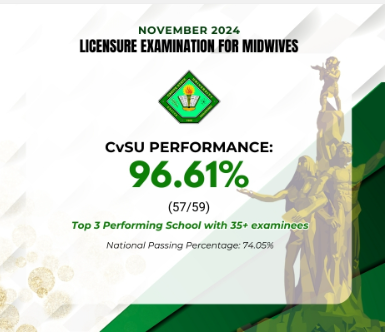 NOVEMBER 2024
LICENSURE EXAMINATION FOR MIDWIVES
CvSU PERFORMANCE:
96.61%
(57/59)
Top 3 Performing School with 35+ examinees
National Passing Percentage: 74.05%